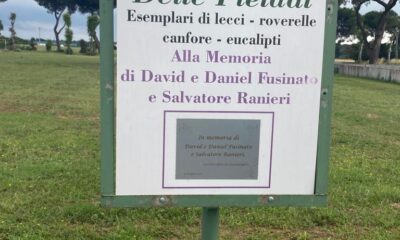 Delle Pleiadi
Esemplari di lecci - roverelle
canfore - eucalipti
Alla Memoria
di David e Daniel Fusinato
e Salvatore Ranieri
In memoria di
David e Daniel Fusinato
e Salvatore Ranieri